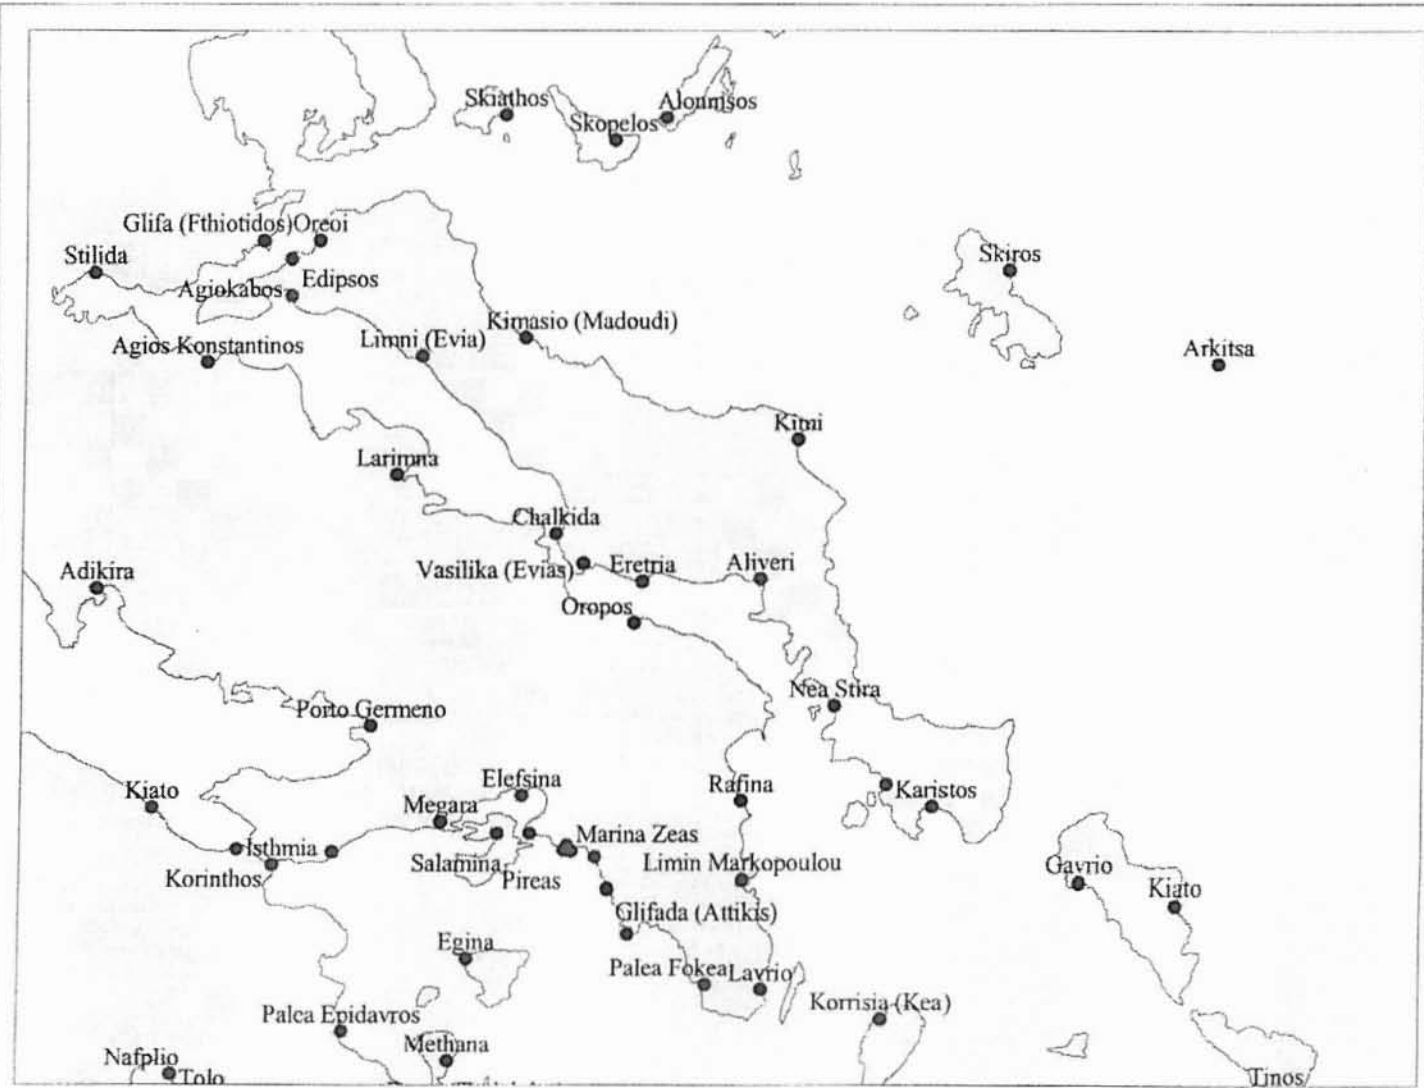 Skiathos
Alonnisos
Skopelos
Glifa (Fthiotidos)
Oreoi
Stilida
Skiros
Edipsos
Agiokabos
Kimasio (Madoudi)
Limni (Evia)
Agios Konstantinos
Arkitsa
Kimi
Larimna
Chalkida
Vasilika (Evias)
Eretria
Aliveri
Adikira
Oropos
Nea Stira
Porto Germeno
Elefsina
Rafina
Karistos
Kiato
Megara
Marina Zeas
Isthmia
Salamina
Limin Markopoulou
Gavrio
Korinthos
Pireas
Kiato
Glifada (Attikis)
Egina
Palea Fokea
Lavrio
Korrisia (Kea)
Palea Epidavros
Methana
Nafplio
Tolo
Tinos